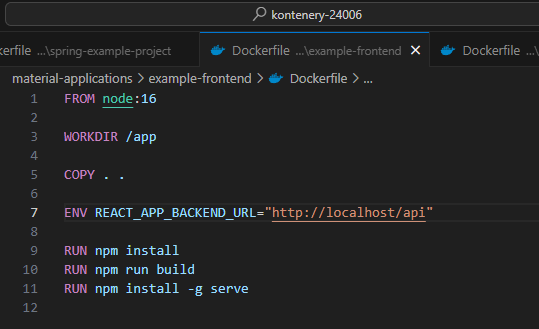 kontenery-24006
erfile ...\spring-example-project
Dockerfile ...\example-frontend
Dockerfile ...\
material-applications > example-frontend > Dockerfile > ...
1 FROM node:16
2
3 WORKDIR /app
4
5 COPY . .
6
7 ENV REACT_APP_BACKEND_URL="http://localhost/api"
8
9 RUN npm install
10 RUN npm run build
11 RUN npm install -g serve
12